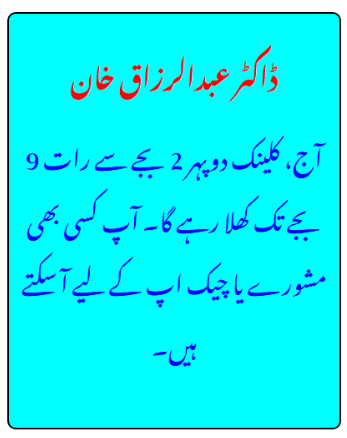 ڈاکٹر عبدالرزاق خان
آج، کلینک دوپہر 2 بجے سے رات 9
بجے تک کھلا رہے گا۔ آپ کسی بھی
مشورے یا چیک اپ کے لیے آسکتے
ہیں۔